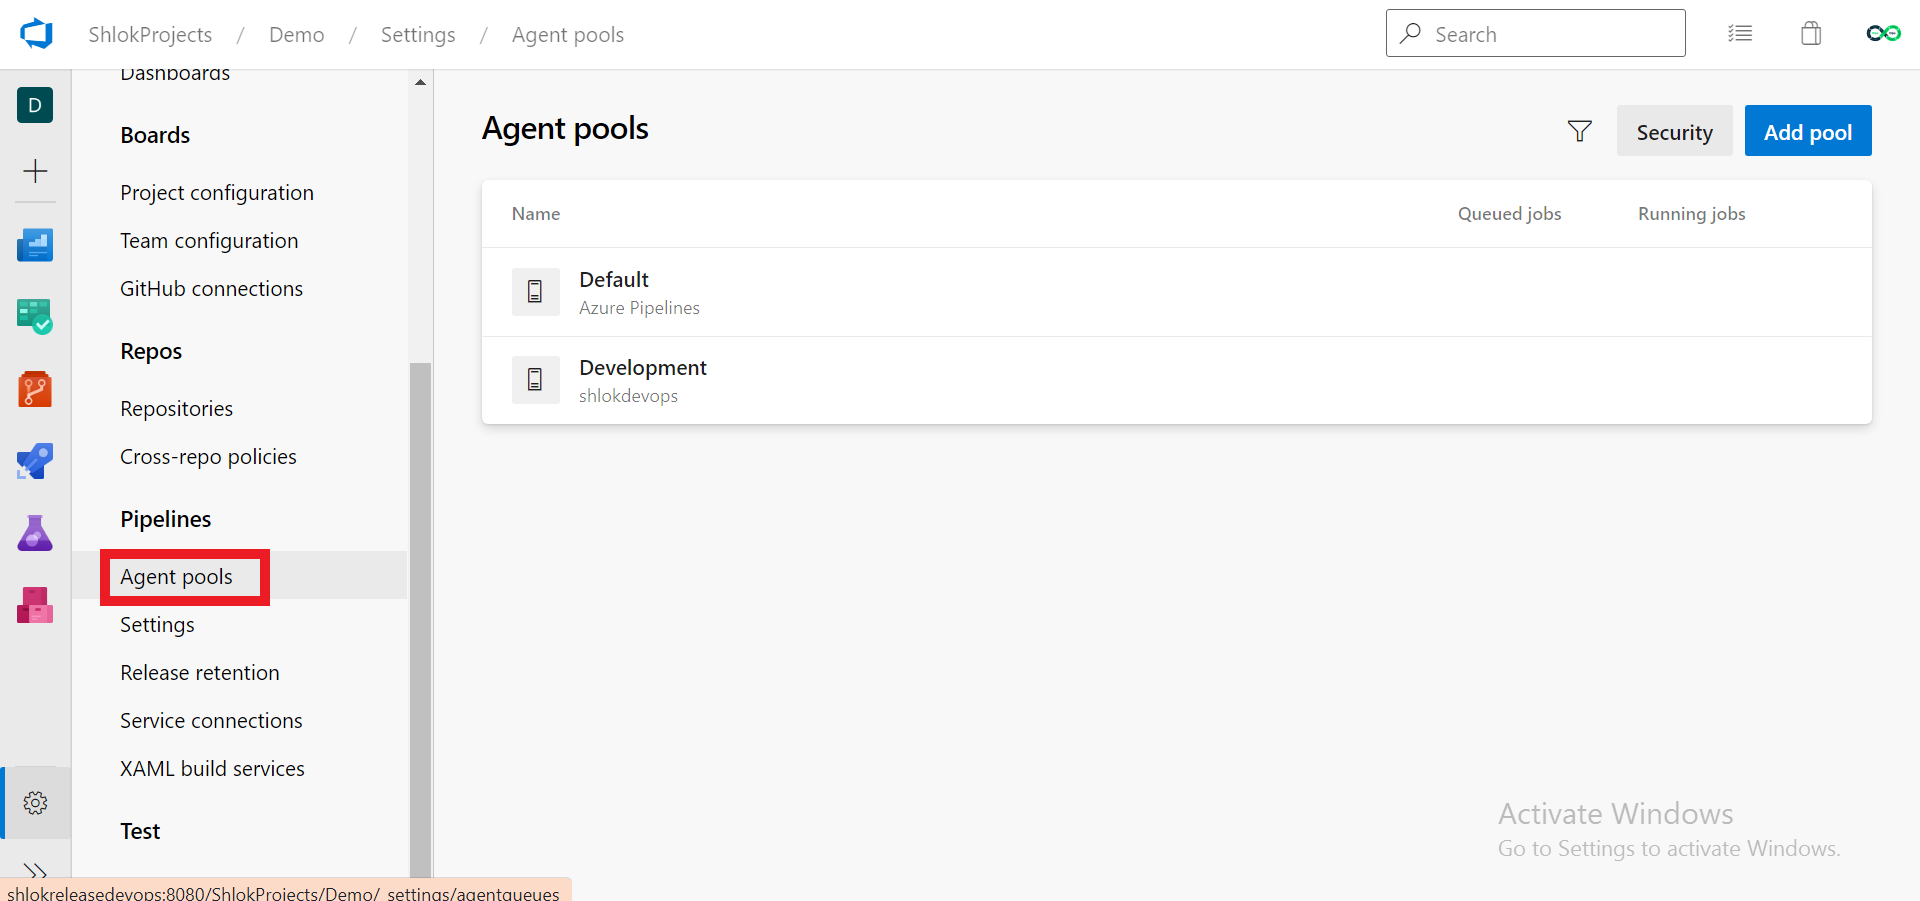 ShlokProjects / Demo / Settings / Agent pools
Search
D
Dashboards
Boards
Project configuration
Team configuration
GitHub connections
Repos
Repositories
Cross-repo policies
Pipelines
Agent pools
Settings
Release retention
Service connections
XAML build services
Test
Agent pools
Security
Add pool
Name Queued jobs Running jobs
Default
Azure Pipelines
Development
shlokdevops
Activate Windows
Go to Settings to activate Windows.
shlokreleasedevops:8080/ShlokProjects/Demo/_settings/agentqueues